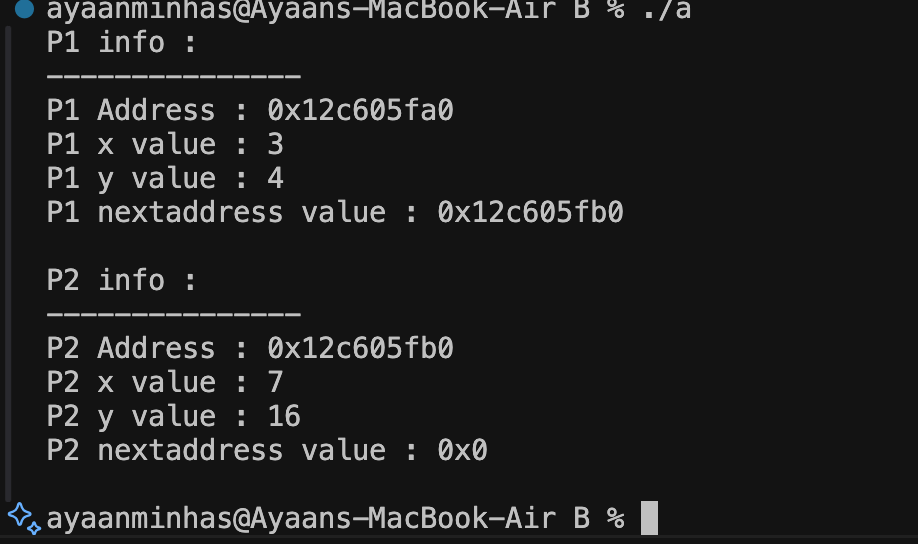 ayaanminhas@Ayaans-MacBook-Air B % ./a
P1 info :
---------------
P1 Address : 0x12c605fa0
P1 x value : 3
P1 y value : 4
P1 nextaddress value : 0x12c605fb0
P2 info :
---------------
P2 Address : 0x12c605fb0
P2 x value : 7
P2 y value : 16
P2 nextaddress value : 0x0
ayaanminhas@Ayaans-MacBook-Air B %